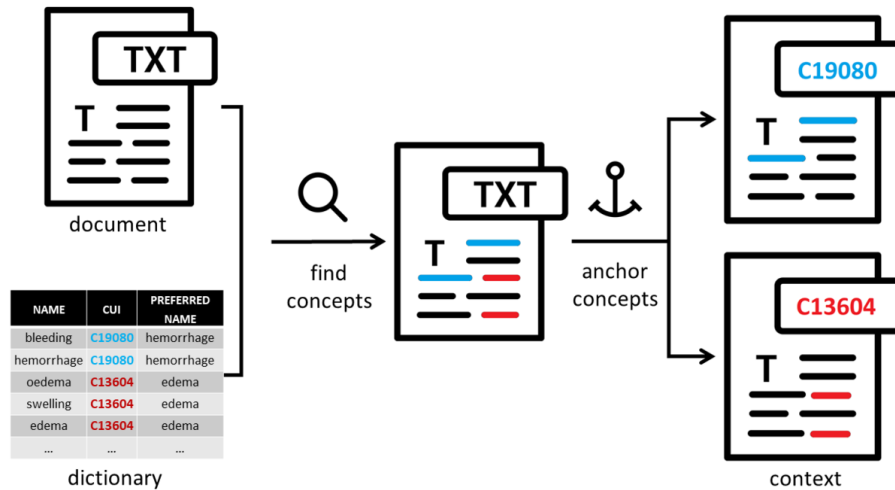 TXT
T
document
NAME CUI PREFERRED NAME
bleeding C19080 hemorrhage
hemorrhage C19080 hemorrhage
oedema C13604 edema
swelling C13604 edema
edema C13604 edema
... ... ...
dictionary
find
concepts
TXT
T
anchor
concepts
C19080
T
C13604
T
context